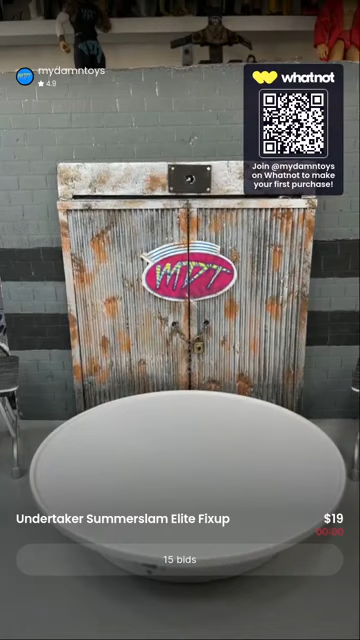 mydamntoys
4.9
whatnot
Join @mydamntoys
on Whatnot to make
your first purchase!
MDT
Undertaker Summerslam Elite Fixup
$19
00:00
15 bids